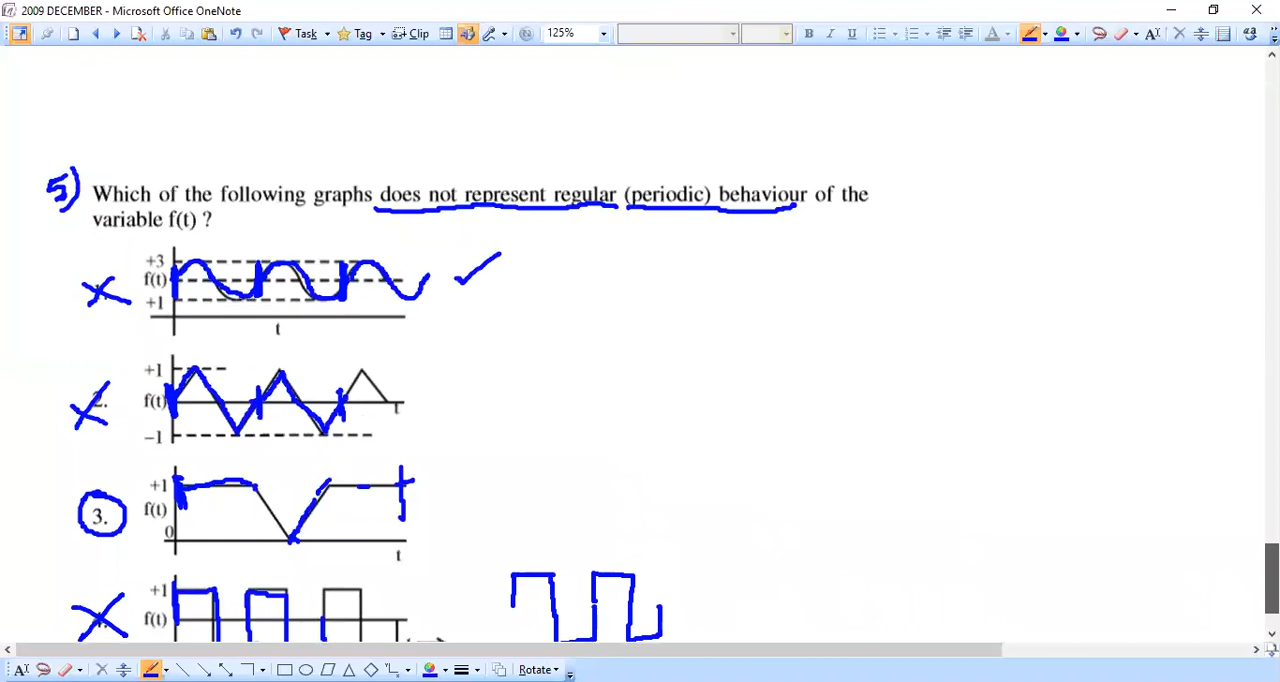 2009 DECEMBER - Microsoft Office OneNote
Task Tag Clip 125% B I U A
5) Which of the following graphs does not represent regular (periodic) behaviour of the
variable f(t) ?
+3
f(t)
+1
t
+1
2. f(t)
t
−1
+1
3. f(t)
0
t
+1
f(t)
Rotate